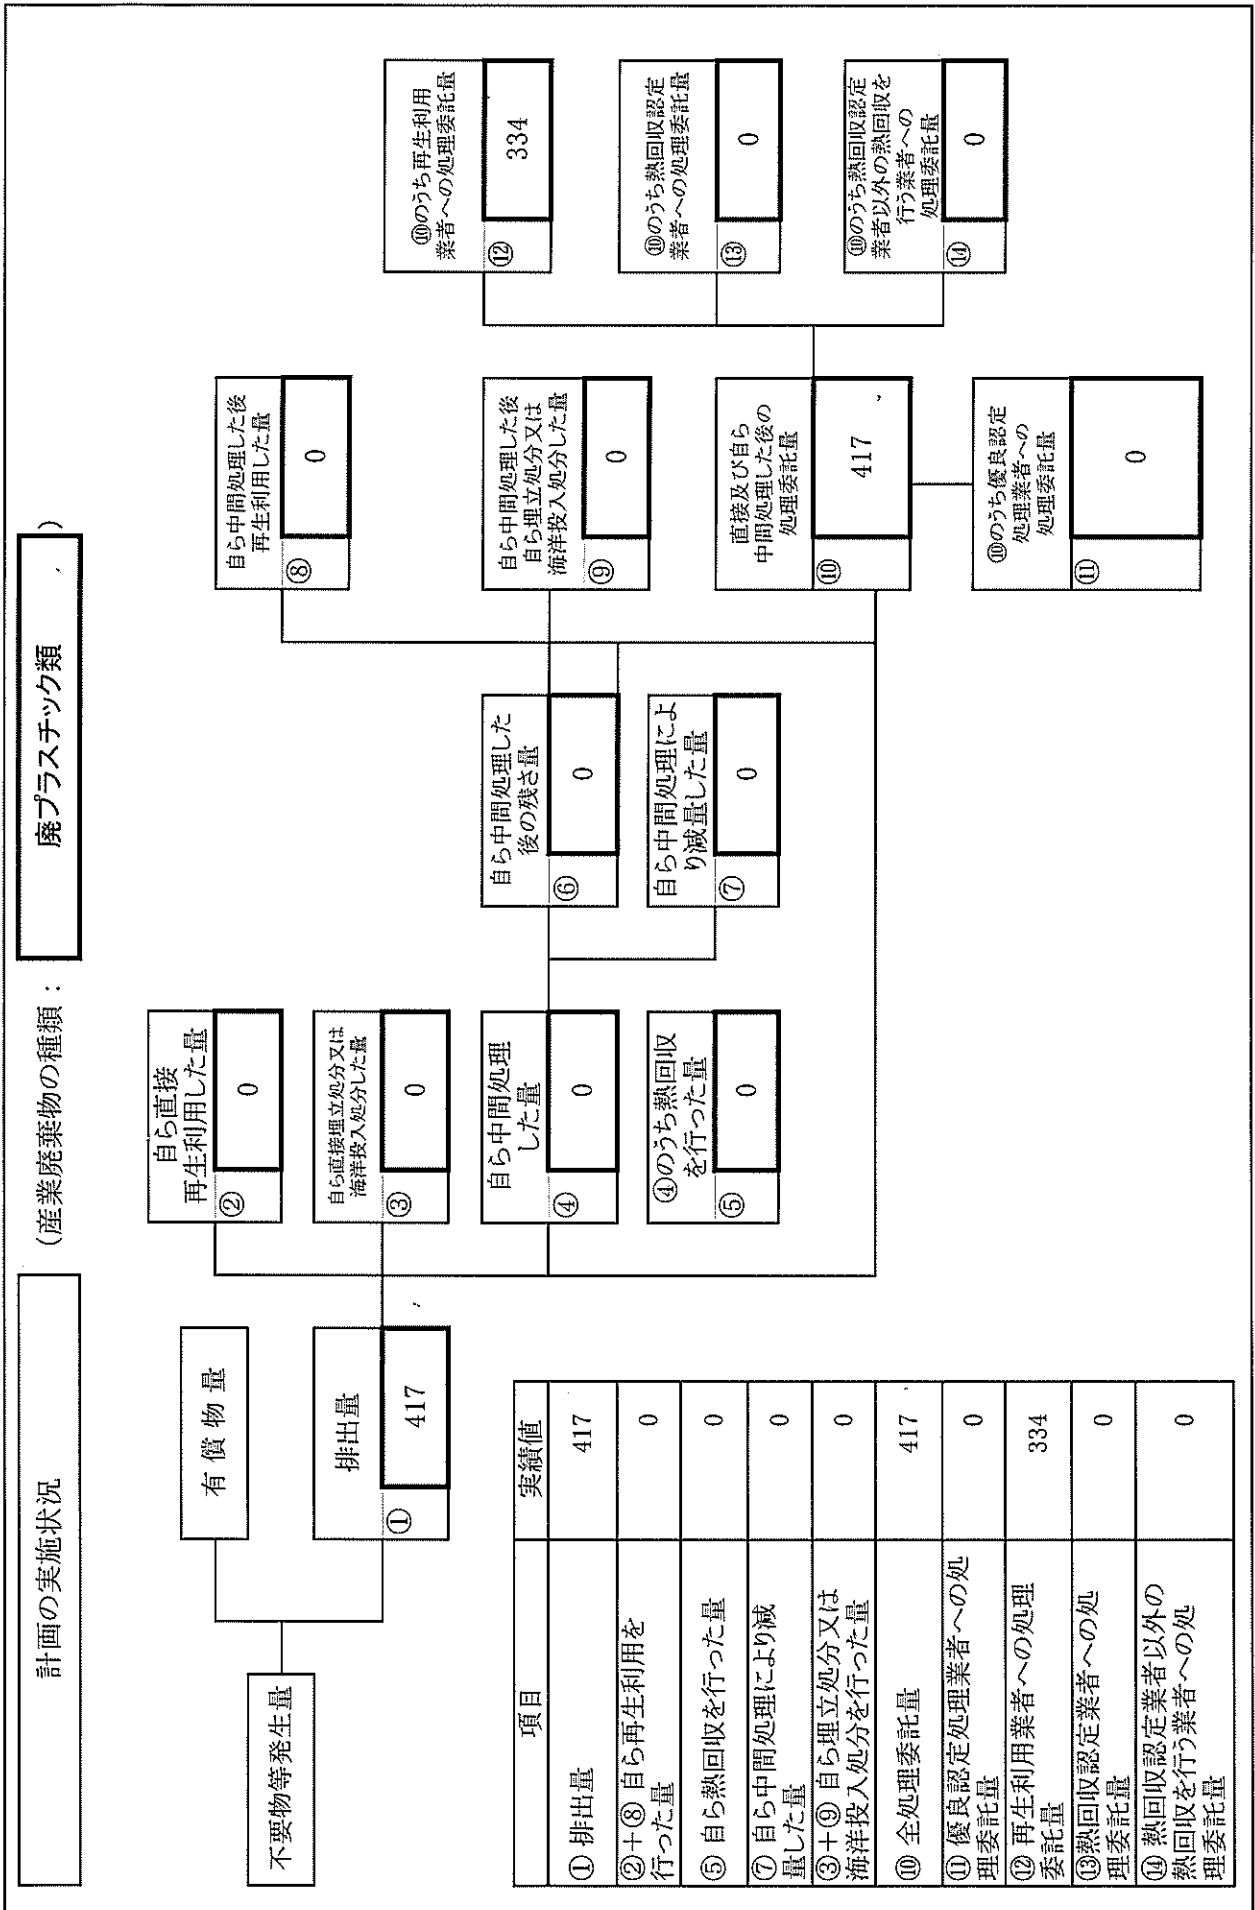 計画の実施状況
(産業廃棄物の種類:
廃プラスチック類
)
不要物等発生量
有償物量
排出量
①
417
自ら直接
再生利用した量
②
0
自ら直接埋立処分又は
海洋投入処分した量
③
0
自ら中間処理
した量
④
0
④のうち熱回収
を行った量
⑤
0
自ら中間処理した
後の残さ量
⑥
0
自ら中間処理によ
り減量した量
⑦
0
自ら中間処理した後
再生利用した量
⑧
0
自ら中間処理した後
自ら埋立処分又は
海洋投入処分した量
⑨
0
直接及び自ら
中間処理した後の
処理委託量
⑩
417
⑩のうち優良認定
処理業者への
処理委託量
⑪
0
⑩のうち再生利用
業者への処理委託量
⑫
334
⑩のうち熱回収認定
業者への処理委託量
⑬
0
⑩のうち熱回収認定
業者以外の熱回収を
行う業者への
処理委託量
⑭
0
項目 実績値
① 排出量 417
②+⑧ 自ら再生利用を
行った量 0
⑤ 自ら熱回収を行った量 0
⑦ 自ら中間処理により減
量した量 0
③+⑨ 自ら埋立処分又は
海洋投入処分を行った量 0
⑩ 全処理委託量 417
⑪ 優良認定処理業者への処
理委託量 0
⑫ 再生利用業者への処理
委託量 334
⑬熱回収認定業者への処
理委託量 0
⑭ 熱回収認定業者以外の
熱回収を行う業者への処
理委託量 0